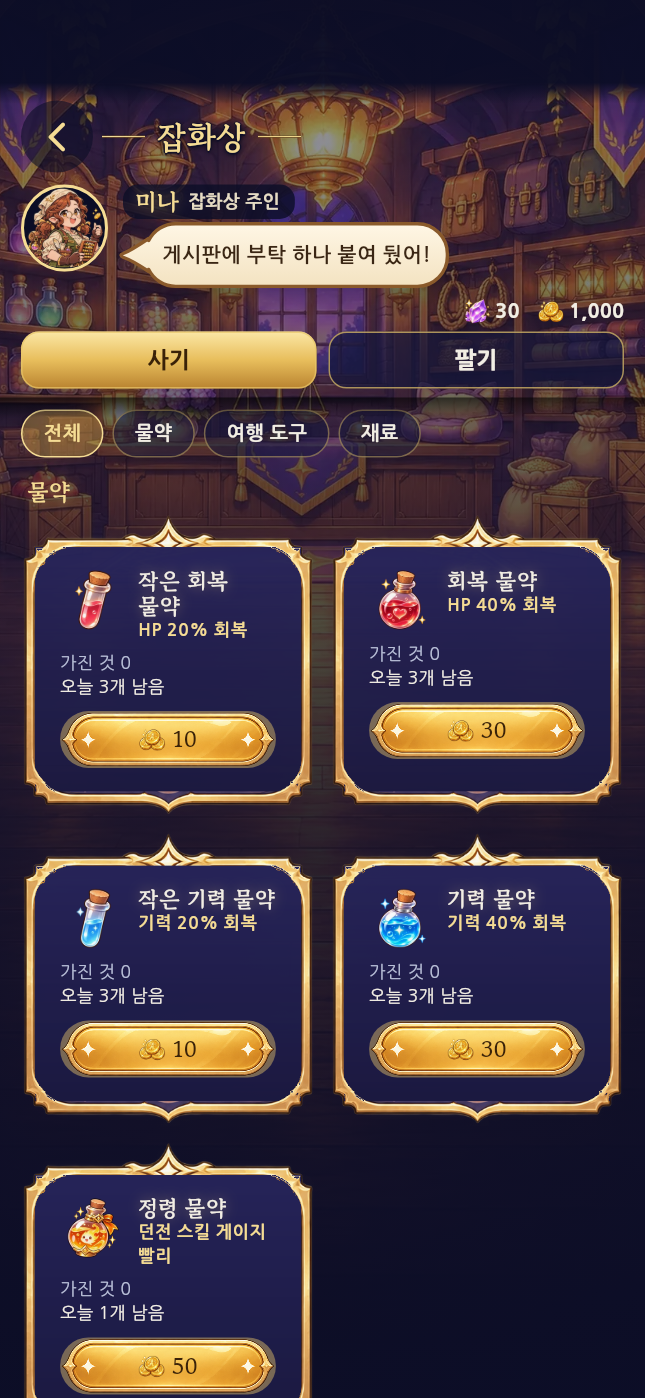 잡화상
미나 잡화상 주인
게시판에 부탁 하나 붙여 뒀어!
30 1,000
사기 팔기
전체 물약 여행 도구 재료
물약
작은 회복
물약
HP 20% 회복
가진 것 0
오늘 3개 남음
10
회복 물약
HP 40% 회복
가진 것 0
오늘 3개 남음
30
작은 기력 물약
기력 20% 회복
가진 것 0
오늘 3개 남음
10
기력 물약
기력 40% 회복
가진 것 0
오늘 3개 남음
30
정령 물약
던전 스킬 게이지
빨리
가진 것 0
오늘 1개 남음
50